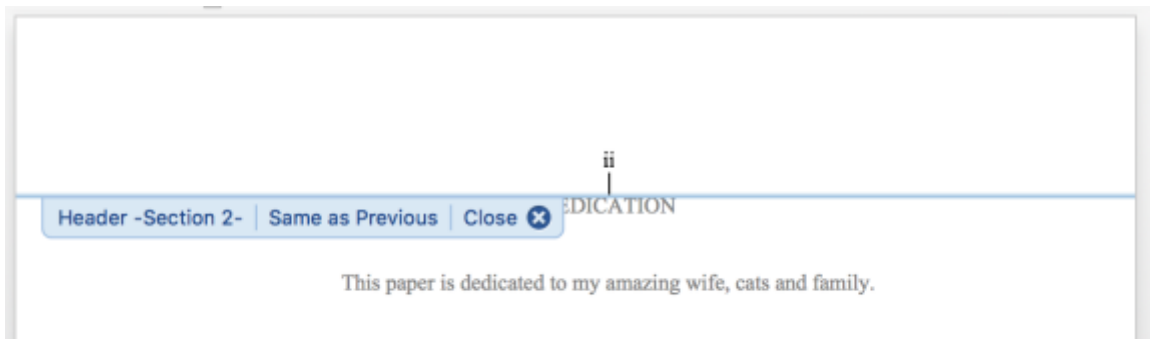 ii
Header -Section 2- Same as Previous Close EDICATION
This paper is dedicated to my amazing wife, cats and family.